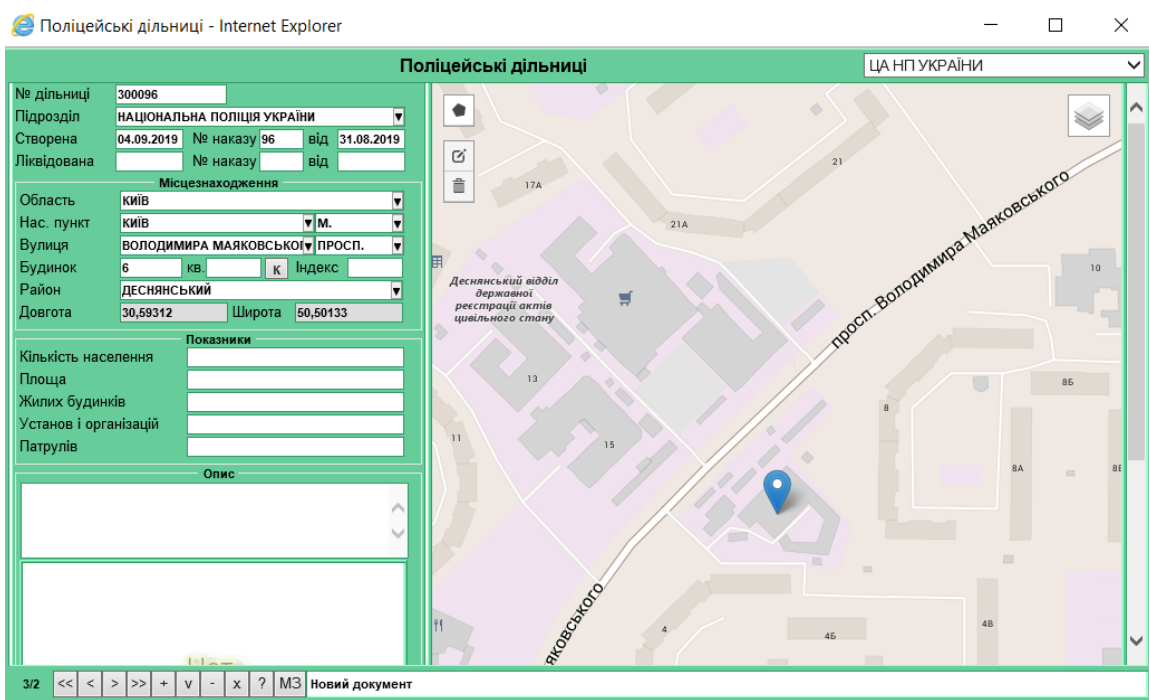 Поліцейські дільниці - Internet Explorer
Поліцейські дільниці
ЦА НП УКРАЇНИ
№ дільниці 300096
Підрозділ НАЦІОНАЛЬНА ПОЛІЦІЯ УКРАЇНИ
Створена 04.09.2019 № наказу 96 від 31.08.2019
Ліквідована № наказу від
Місцезнаходження
Область КИЇВ
Нас. пункт КИЇВ М.
Вулиця ВОЛОДИМИРА МАЯКОВСЬКОГ ПРОСП.
Будинок 6 кв. К Індекс
Район ДЕСНЯНСЬКИЙ
Довгота 30,59312 Широта 50,50133
Показники
Кількість населення
Площа
Жилих будинків
Установ і організацій
Патрулів
Опис
21
17А
21А
просп. Володимира Маяковського
10
Деснянський відділ
державної
реєстрації актів
цивільного стану
13
8Б
8
11
15
8А
8Е
4
4Б
4В
3/2 << < > >> + v - x ? МЗ Новий документ